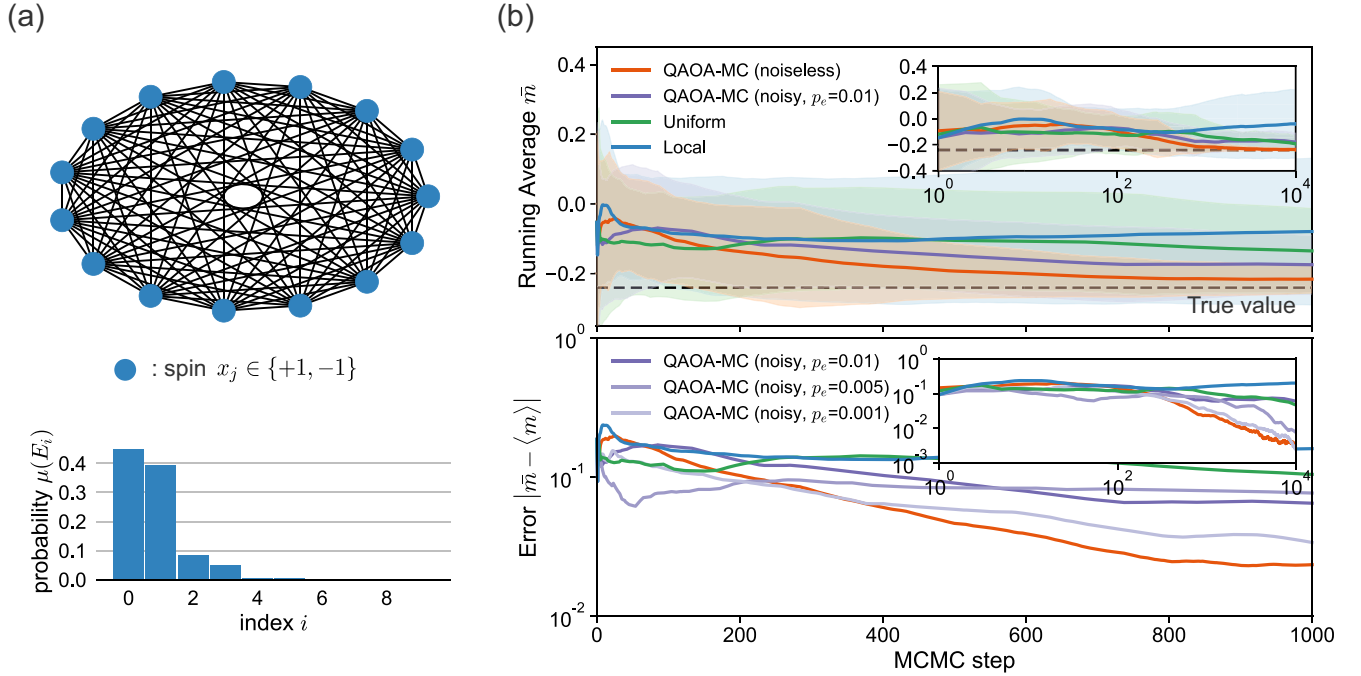 (a)
: spin x_j ∈ {+1, −1}
probability μ(E_i)
0.4
0.3
0.2
0.1
0.0
0 2 4 6 8
index i
(b)
Running Average m̄
0.4
0.2
0.0
−0.2
QAOA-MC (noiseless)
QAOA-MC (noisy, p_e=0.01)
Uniform
Local
0.4
0.2
0.0
−0.2
−0.4
10^0 10^2 10^4
True value
Error |m̄ − ⟨m⟩|
10^0
10^0
10^−1
10^−2
QAOA-MC (noisy, p_e=0.01)
QAOA-MC (noisy, p_e=0.005)
QAOA-MC (noisy, p_e=0.001)
10^0
10^−1
10^−2
10^−3
10^0 10^2 10^4
0 200 400 600 800 1000
MCMC step